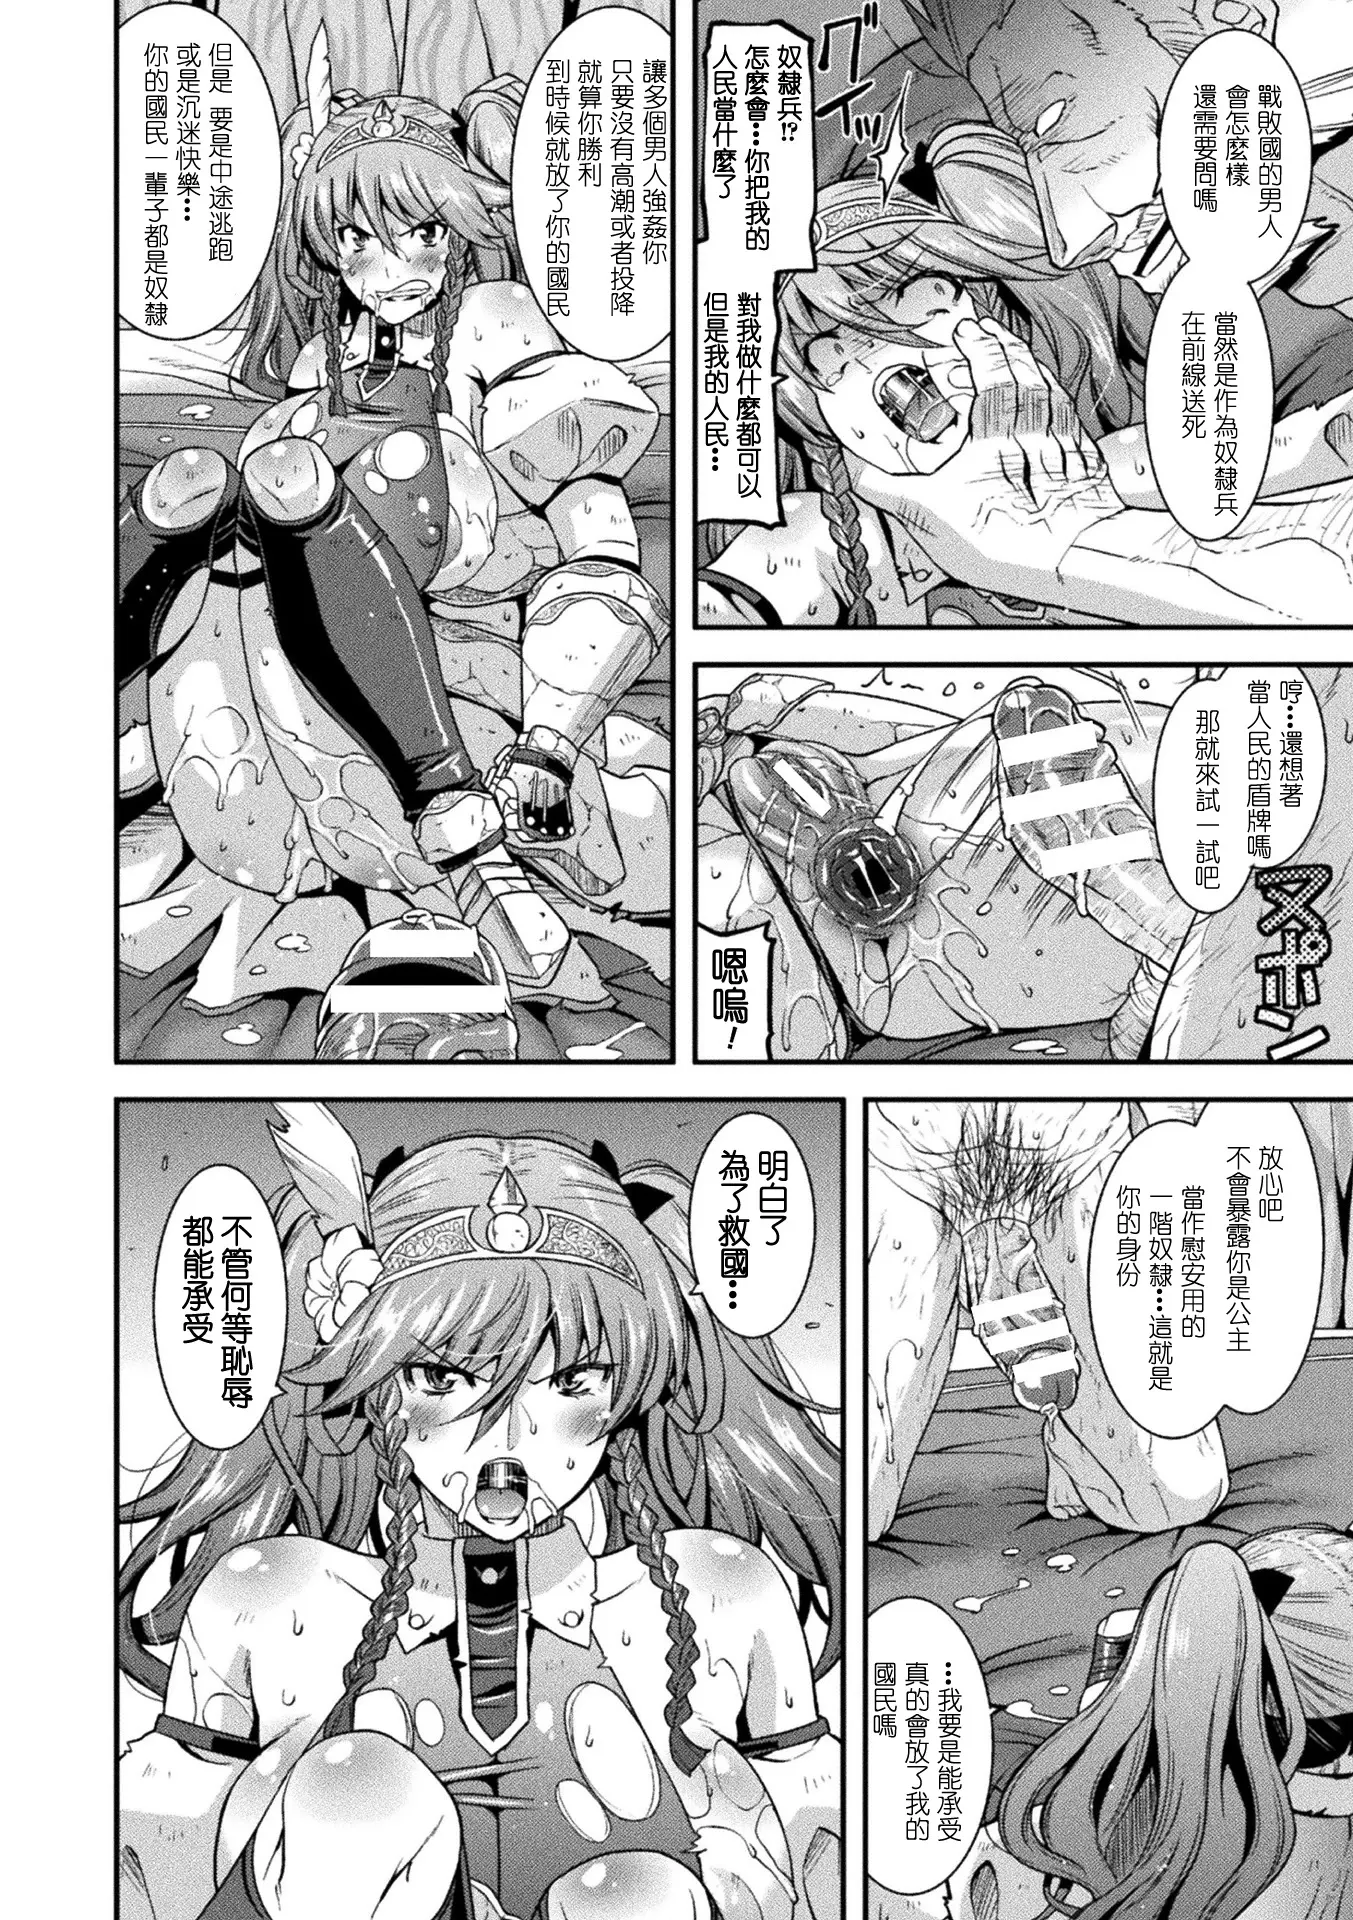 戰敗國的男人
會怎麼樣
還需要問嗎
當然是作為奴隸兵
在前線送死
奴隸兵!?
怎麼會…你把我的
人民當什麼了
對我做什麼都可以
但是我的人民…
讓多個男人強姦你
只要沒有高潮或者投降
就算你勝利
到時候就放了你的國民
但是 要是中途逃跑
或是沉迷快樂…
你的國民一輩子都是奴隸
哼…還想著
當人民的盾牌嗎
那就來試一試吧
ヌポン
嗯嗚!
放心吧
不會暴露你是公主
當作慰安用的
一階奴隸…這就是
你的身份
…我要是能承受
真的會放了我的
國民嗎
明白了
為了救國…
不管何等恥辱
都能承受